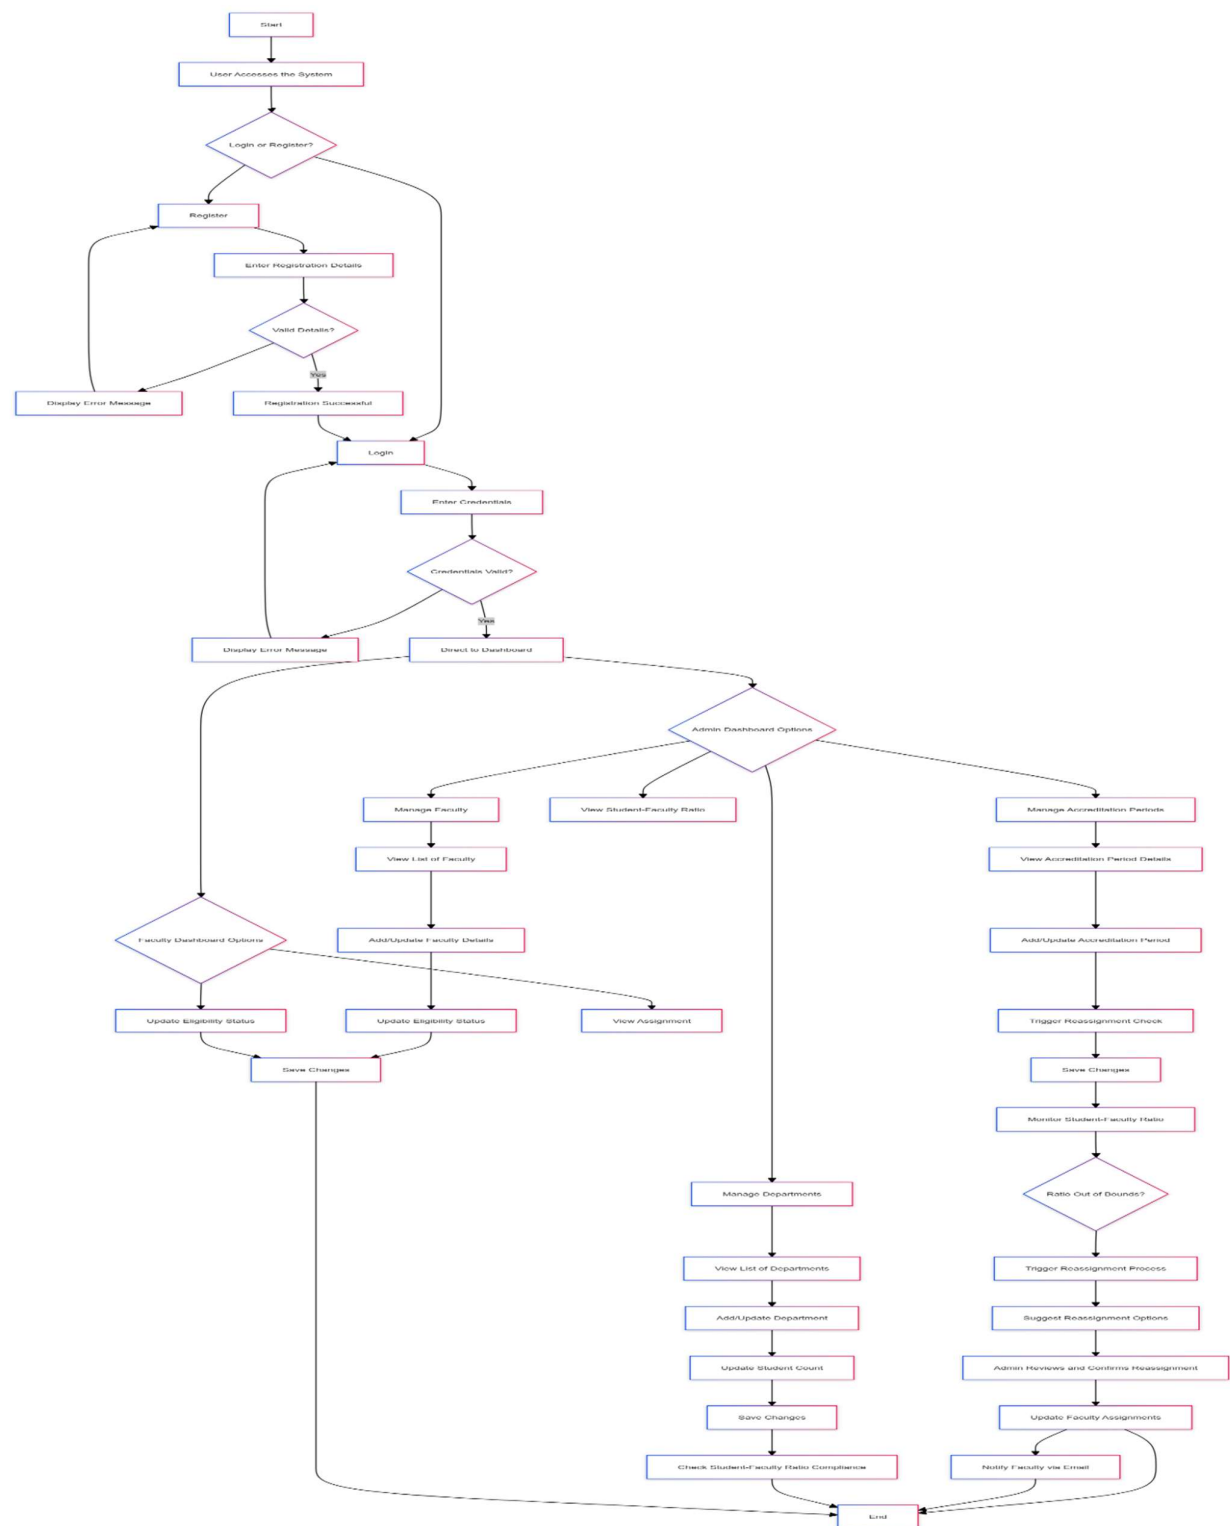 Start
User Accesses the System
Login or Register?
Register
Enter Registration Details
Valid Details?
Yes
Display Error Message
Registration Successful
Login
Enter Credentials
Credentials Valid?
Yes
Display Error Message
Direct to Dashboard
Admin Dashboard Options
Manage Faculty
View Student-Faculty Ratio
Manage Accreditation Periods
View List of Faculty
View Accreditation Period Details
Faculty Dashboard Options
Add/Update Faculty Details
Add/Update Accreditation Period
Update Eligibility Status
Update Eligibility Status
View Assignment
Trigger Reassignment Check
Save Changes
Save Changes
Monitor Student-Faculty Ratio
Manage Departments
Ratio Out of Bounds?
View List of Departments
Trigger Reassignment Process
Add/Update Department
Suggest Reassignment Options
Update Student Count
Admin Reviews and Confirms Reassignment
Save Changes
Update Faculty Assignments
Check Student-Faculty Ratio Compliance
Notify Faculty via Email
End